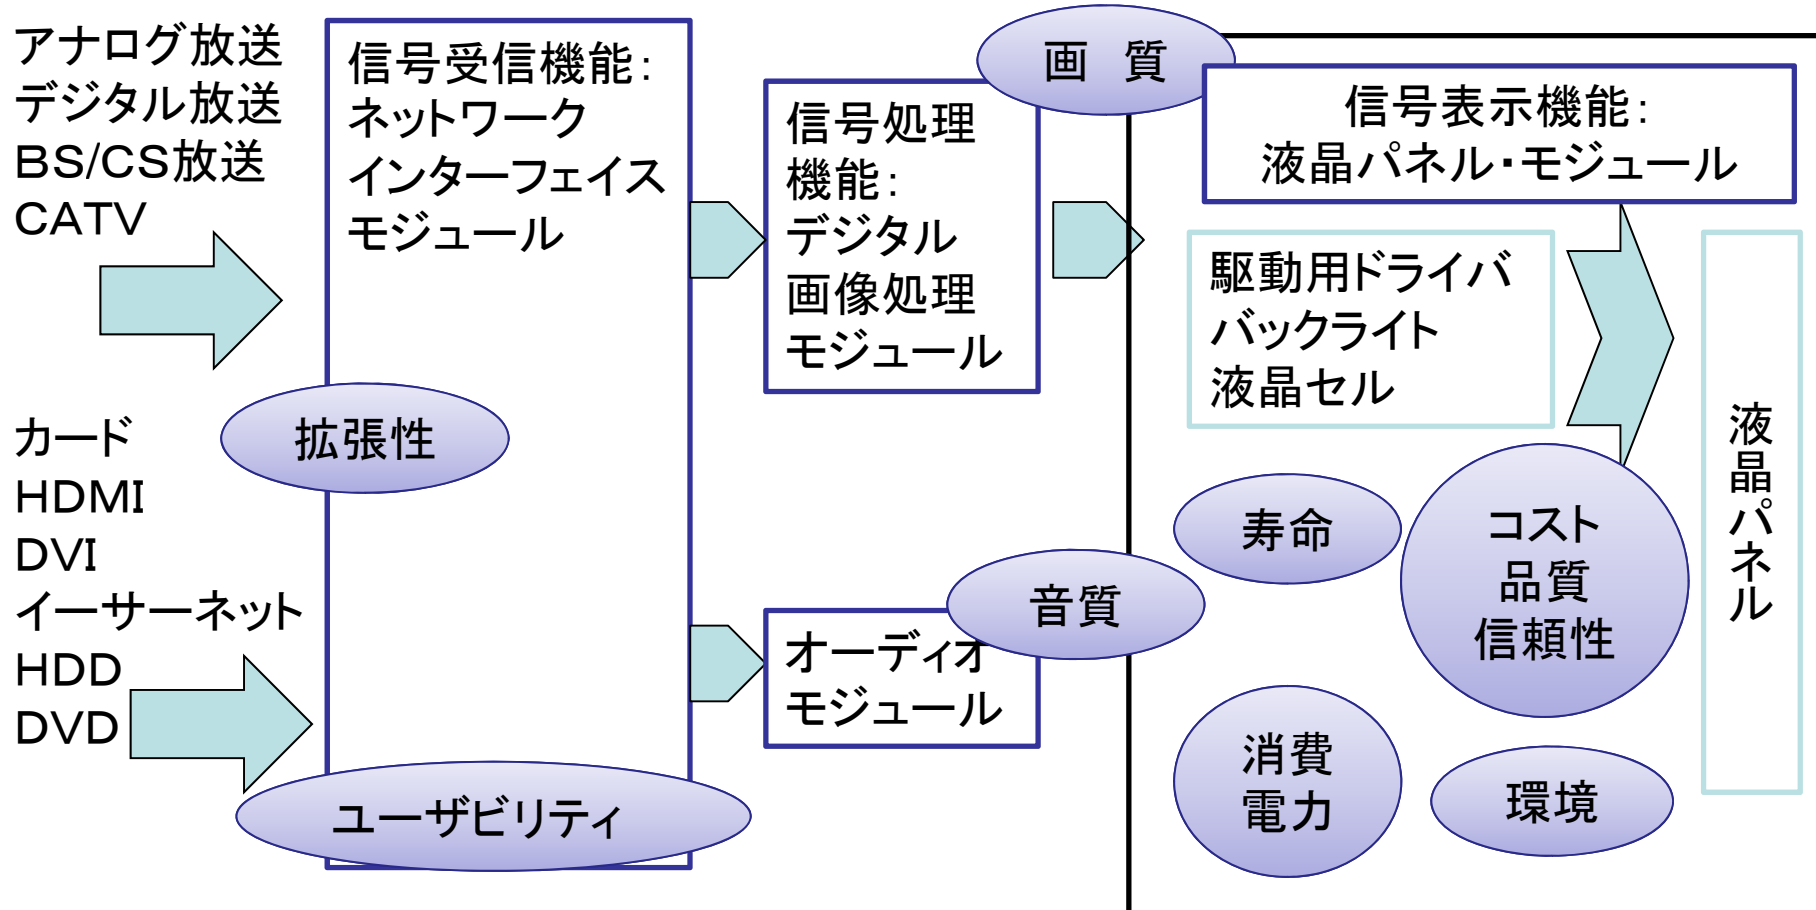 アナログ放送
デジタル放送
BS/CS放送
CATV
カード
HDMI
DVI
イーサーネット
HDD
DVD
信号受信機能：
ネットワーク
インターフェイス
モジュール
拡張性
ユーザビリティ
信号処理
機能：
デジタル
画像処理
モジュール
オーディオ
モジュール
画　質
音質
信号表示機能：
液晶パネル・モジュール
駆動用ドライバ
バックライト
液晶セル
寿命
コスト
品質
信頼性
消費
電力
環境
液晶パネル